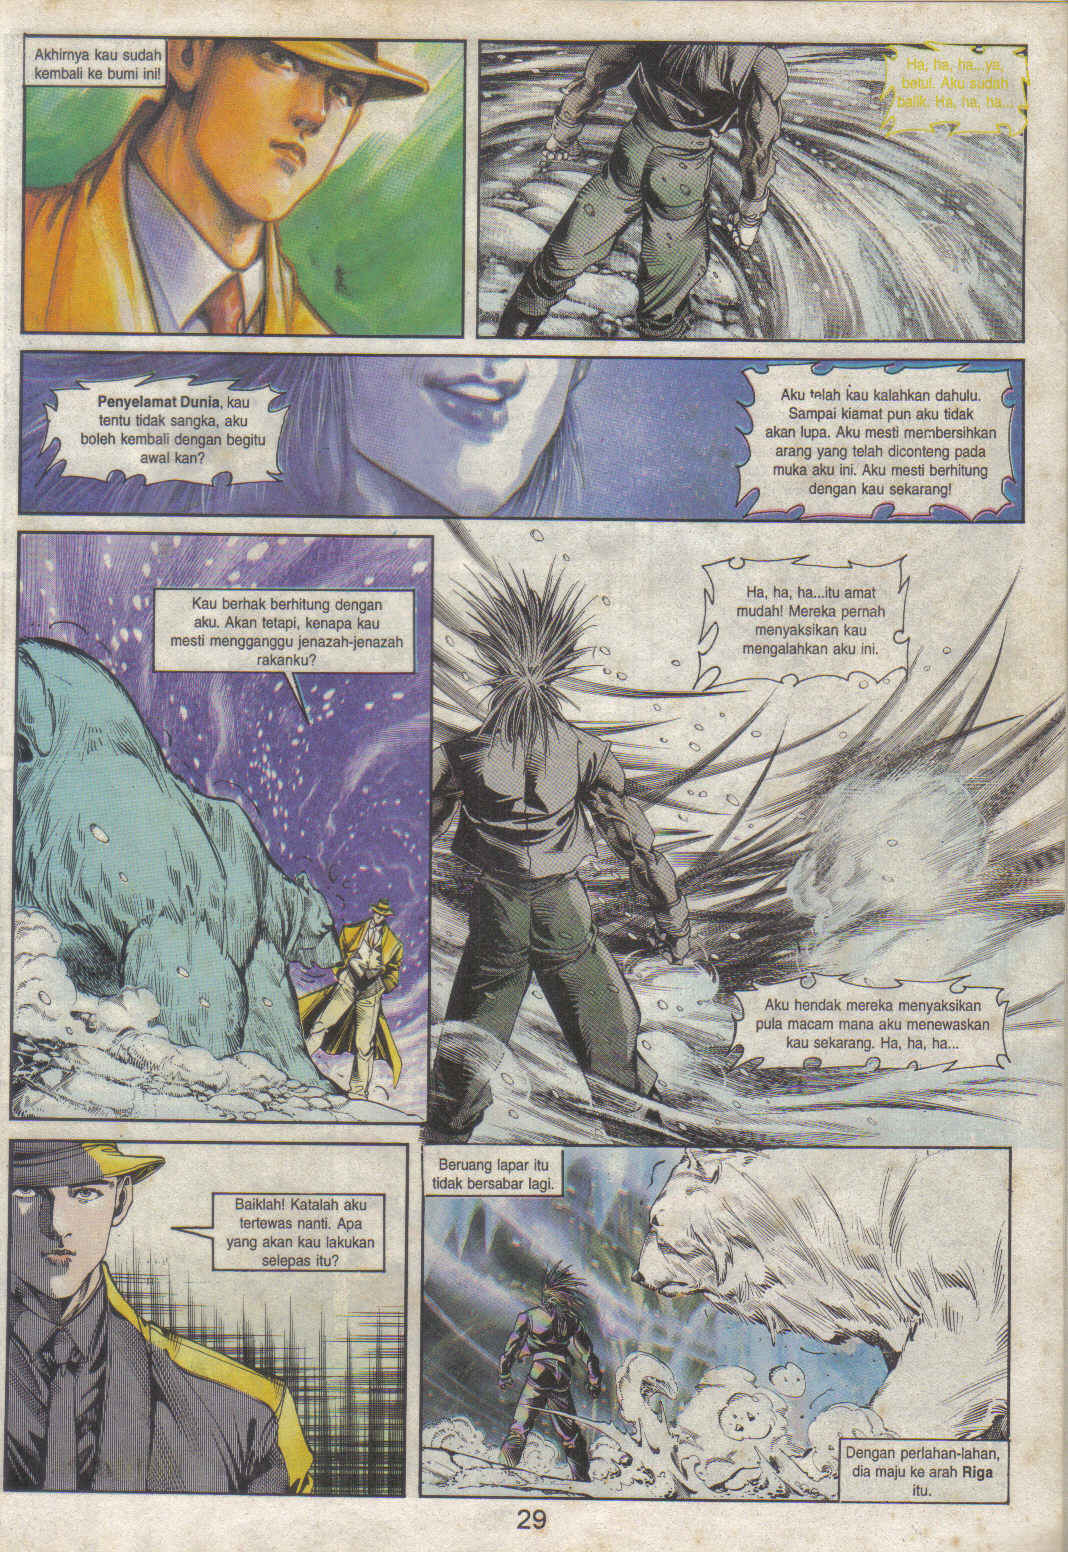 Akhirnya kau sudah
kembali ke bumi ini!
Ha, ha, ha...ya,
betul. Aku sudah
balik. Ha, ha, ha...
Penyelamat Dunia, kau
tentu tidak sangka, aku
boleh kembali dengan begitu
awal kan?
Aku telah kau kalahkan dahulu.
Sampai kiamat pun aku tidak
akan lupa. Aku mesti membersihkan
arang yang telah diconteng pada
muka aku ini. Aku mesti berhitung
dengan kau sekarang!
Kau berhak berhitung dengan
aku. Akan tetapi, kenapa kau
mesti mengganggu jenazah-jenazah
rakanku?
Ha, ha, ha...itu amat
mudah! Mereka pernah
menyaksikan kau
mengalahkan aku ini.
Aku hendak mereka menyaksikan
pula macam mana aku menewaskan
kau sekarang. Ha, ha, ha...
Baiklah! Katalah aku
tertewas nanti. Apa
yang akan kau lakukan
selepas itu?
Beruang lapar itu
tidak bersabar lagi.
Dengan perlahan-lahan,
dia maju ke arah Riga
itu.
29